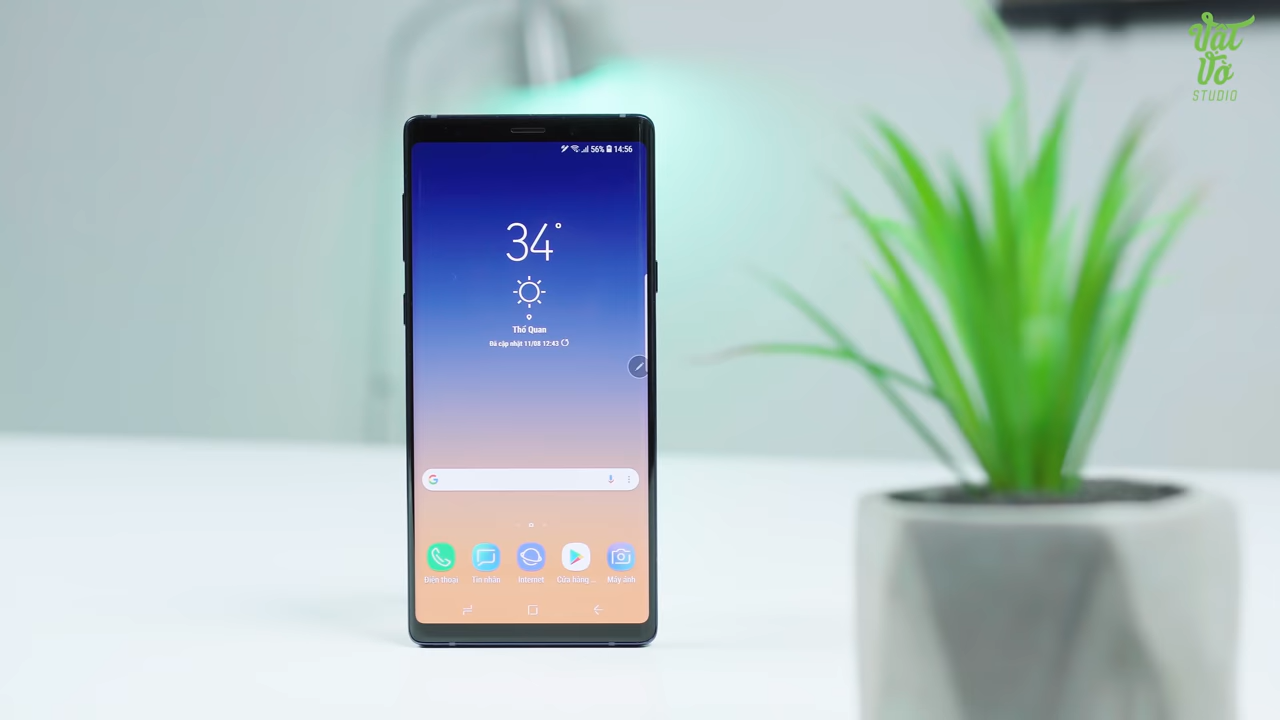 Vật
Vờ
STUDIO
56% 14:56
34°
Thổ Quan
Đã cập nhật 11/08 12:43
Điện thoại
Tin nhắn
Internet
Cửa hàng ...
Máy ảnh